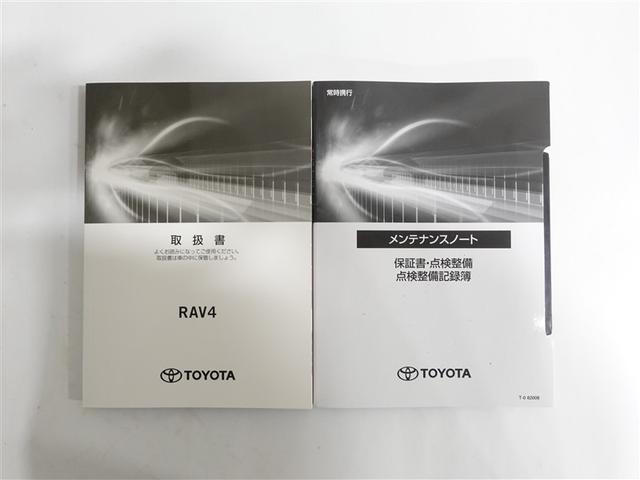 取扱書
よくお読みになってご使用ください。
取扱書は車の中に保管しましょう。
RAV4
TOYOTA
常時携行
メンテナンスノート
保証書・点検整備
点検整備記録簿
TOYOTA
T-0 62008